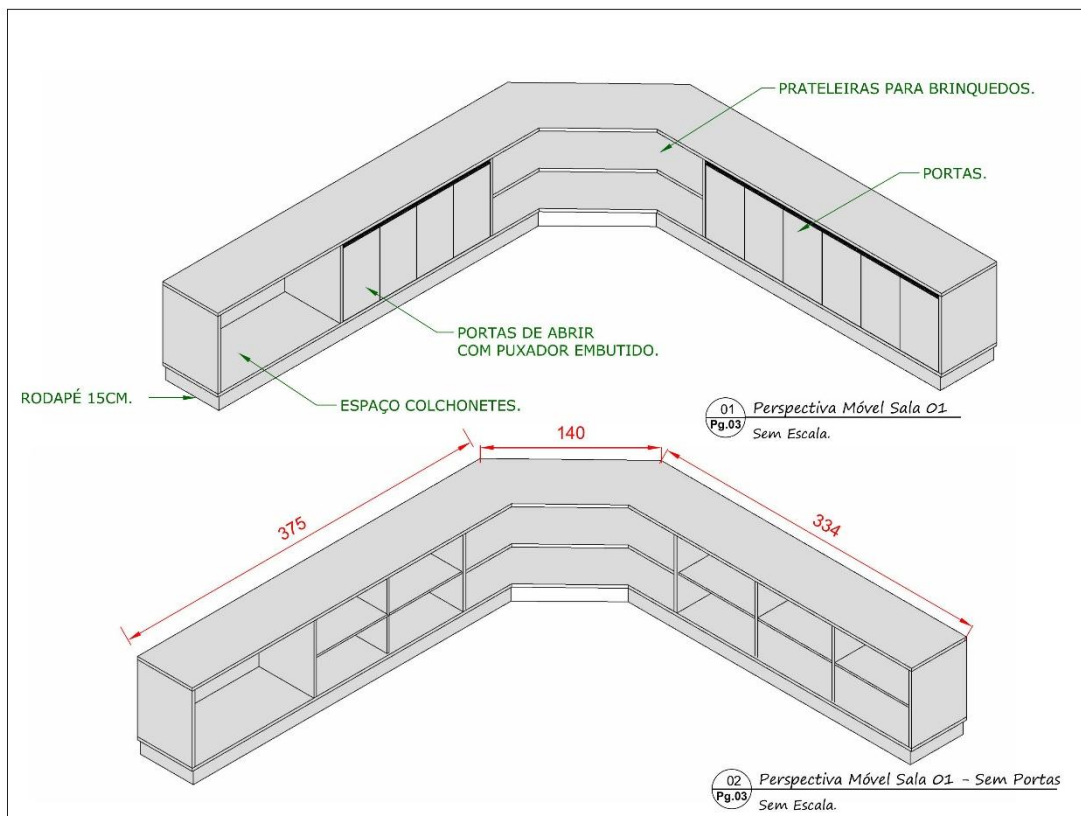 PRATELEIRAS PARA BRINQUEDOS.
PORTAS.
PORTAS DE ABRIR
COM PUXADOR EMBUTIDO.
RODAPÉ 15CM.
ESPAÇO COLCHONETES.
01
Pg.03
Perspectiva Móvel Sala 01
Sem Escala.
140
375
334
02
Pg.03
Perspectiva Móvel Sala 01 - Sem Portas
Sem Escala.